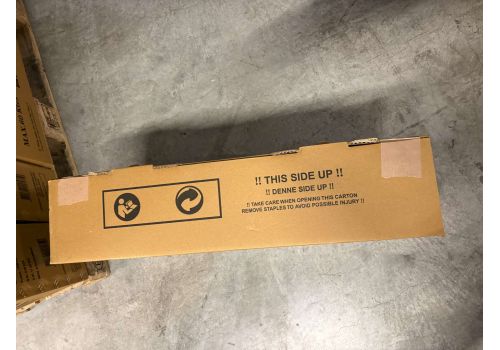 !! THIS SIDE UP !!
!! DENNE SIDE UP !!
!! TAKE CARE WHEN OPENING THIS CARTON
REMOVE STAPLES TO AVOID POSSIBLE INJURY !!